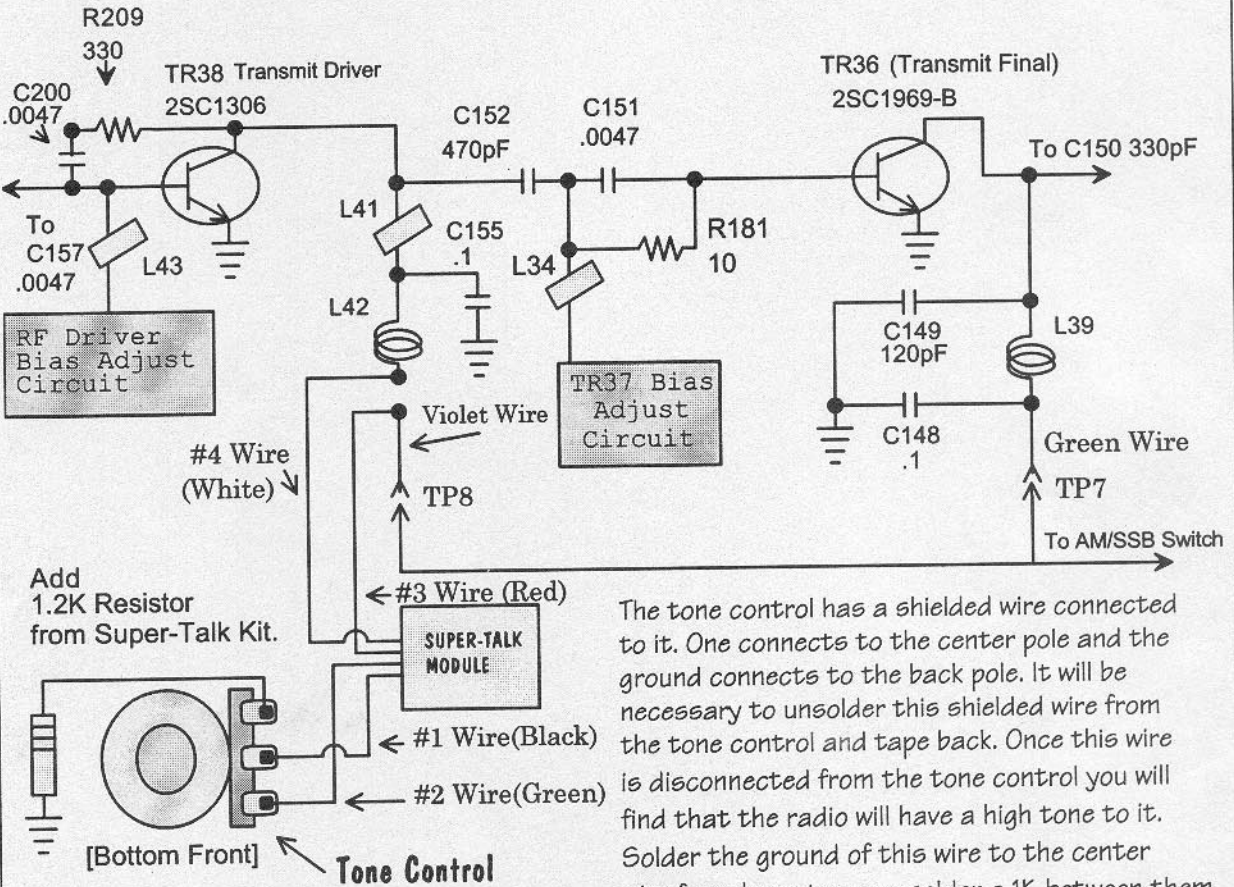 R209
330
TR38 Transmit Driver
2SC1306
C200
.0047
C152
470pF
C151
.0047
TR36 (Transmit Final)
2SC1969-B
To C150 330pF
To
C157
.0047
L43
L41
C155
.1
L42
L34
R181
10
C149
120pF
L39
C148
.1
RF Driver
Bias Adjust
Circuit
TR37 Bias
Adjust
Circuit
Violet Wire
#4 Wire
(White)
TP8
Green Wire
TP7
To AM/SSB Switch
Add
1.2K Resistor
from Super-Talk Kit.
#3 Wire (Red)
SUPER-TALK
MODULE
#1 Wire(Black)
#2 Wire(Green)
[Bottom Front]
Tone Control
The tone control has a shielded wire connected
to it. One connects to the center pole and the
ground connects to the back pole. It will be
necessary to unsolder this shielded wire from
the tone control and tape back. Once this wire
is disconnected from the tone control you will
find that the radio will have a high tone to it.
Solder the ground of this wire to the center
solder a 1K between them